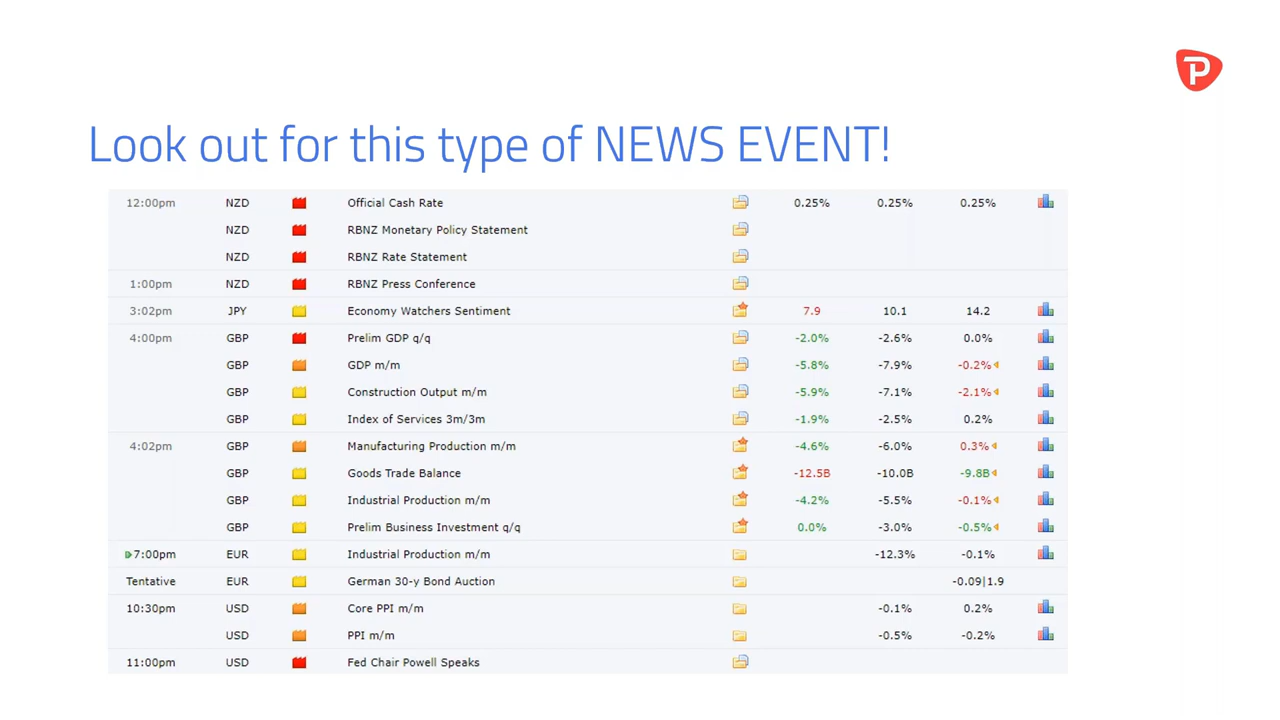 P
Look out for this type of NEWS EVENT!
12:00pm NZD Official Cash Rate 0.25% 0.25% 0.25%
NZD RBNZ Monetary Policy Statement
NZD RBNZ Rate Statement
1:00pm NZD RBNZ Press Conference
3:02pm JPY Economy Watchers Sentiment 7.9 10.1 14.2
4:00pm GBP Prelim GDP q/q -2.0% -2.6% 0.0%
GBP GDP m/m -5.8% -7.9% -0.2%
GBP Construction Output m/m -5.9% -7.1% -2.1%
GBP Index of Services 3m/3m -1.9% -2.5% 0.2%
4:02pm GBP Manufacturing Production m/m -4.6% -6.0% 0.3%
GBP Goods Trade Balance -12.5B -10.0B -9.8B
GBP Industrial Production m/m -4.2% -5.5% -0.1%
GBP Prelim Business Investment q/q 0.0% -3.0% -0.5%
7:00pm EUR Industrial Production m/m -12.3% -0.1%
Tentative EUR German 30-y Bond Auction -0.09|1.9
10:30pm USD Core PPI m/m -0.1% 0.2%
USD PPI m/m -0.5% -0.2%
11:00pm USD Fed Chair Powell Speaks